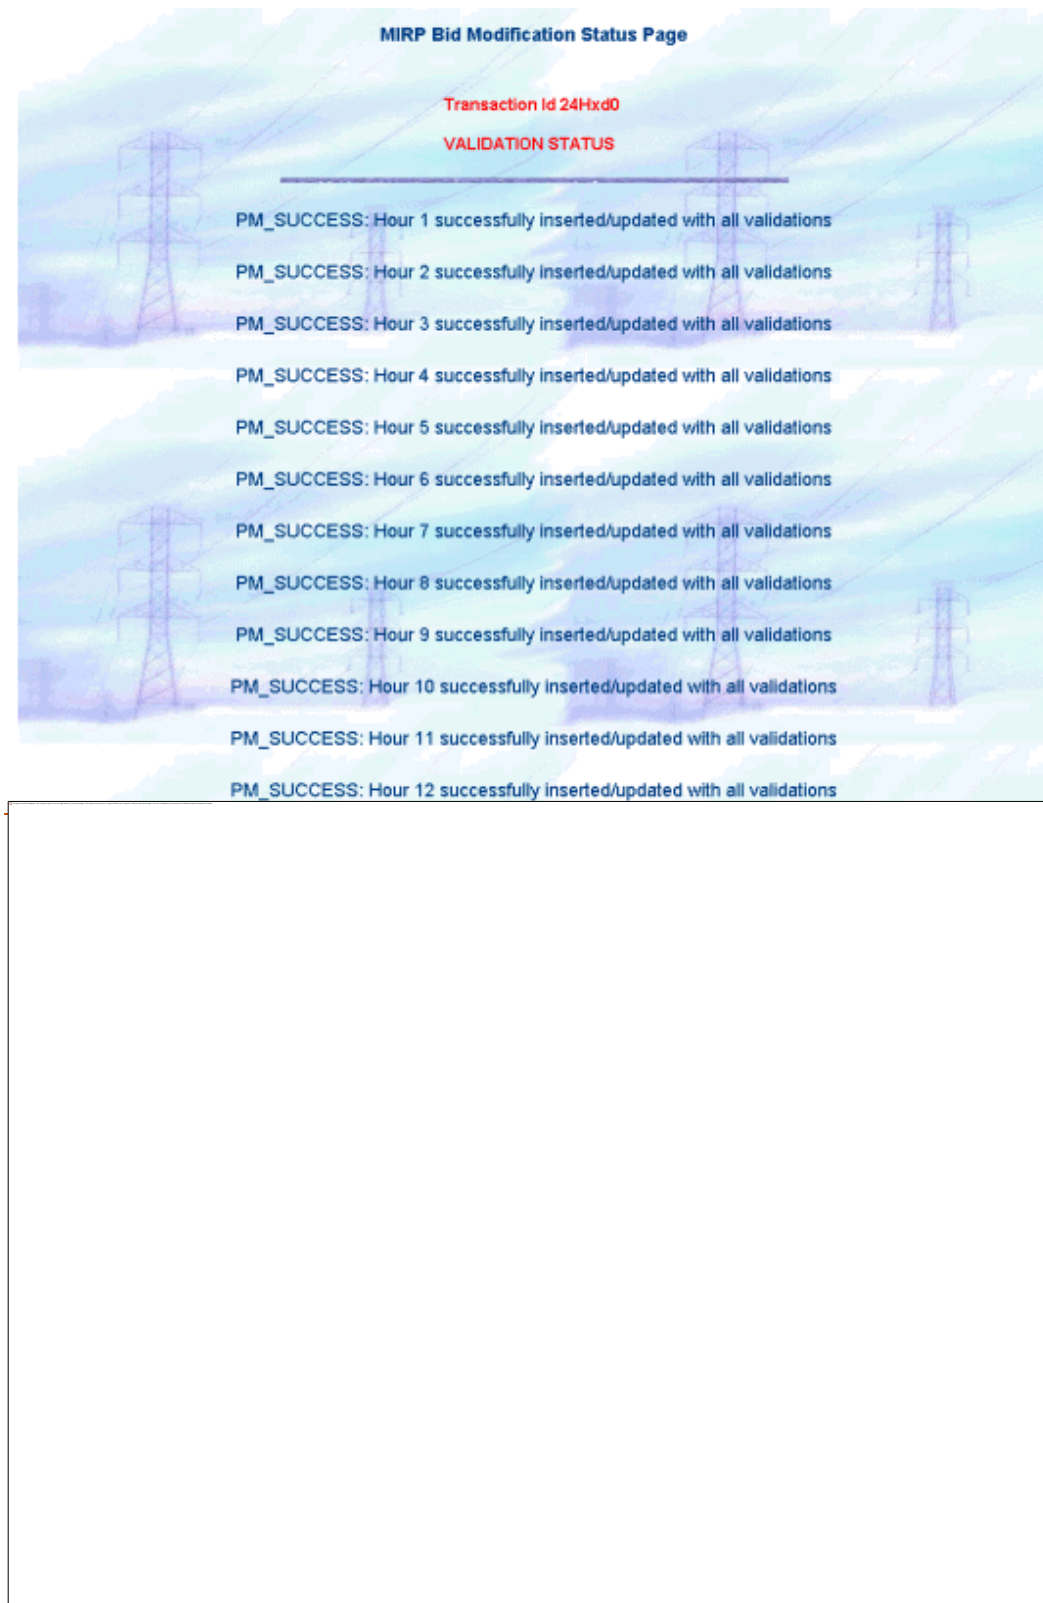 MIRP Bid Modification Status Page
Transaction Id 24Hxd0
VALIDATION STATUS
PM_SUCCESS: Hour 1 successfully inserted/updated with all validations
PM_SUCCESS: Hour 2 successfully inserted/updated with all validations
PM_SUCCESS: Hour 3 successfully inserted/updated with all validations
PM_SUCCESS: Hour 4 successfully inserted/updated with all validations
PM_SUCCESS: Hour 5 successfully inserted/updated with all validations
PM_SUCCESS: Hour 6 successfully inserted/updated with all validations
PM_SUCCESS: Hour 7 successfully inserted/updated with all validations
PM_SUCCESS: Hour 8 successfully inserted/updated with all validations
PM_SUCCESS: Hour 9 successfully inserted/updated with all validations
PM_SUCCESS: Hour 10 successfully inserted/updated with all validations
PM_SUCCESS: Hour 11 successfully inserted/updated with all validations
PM_SUCCESS: Hour 12 successfully inserted/updated with all validations